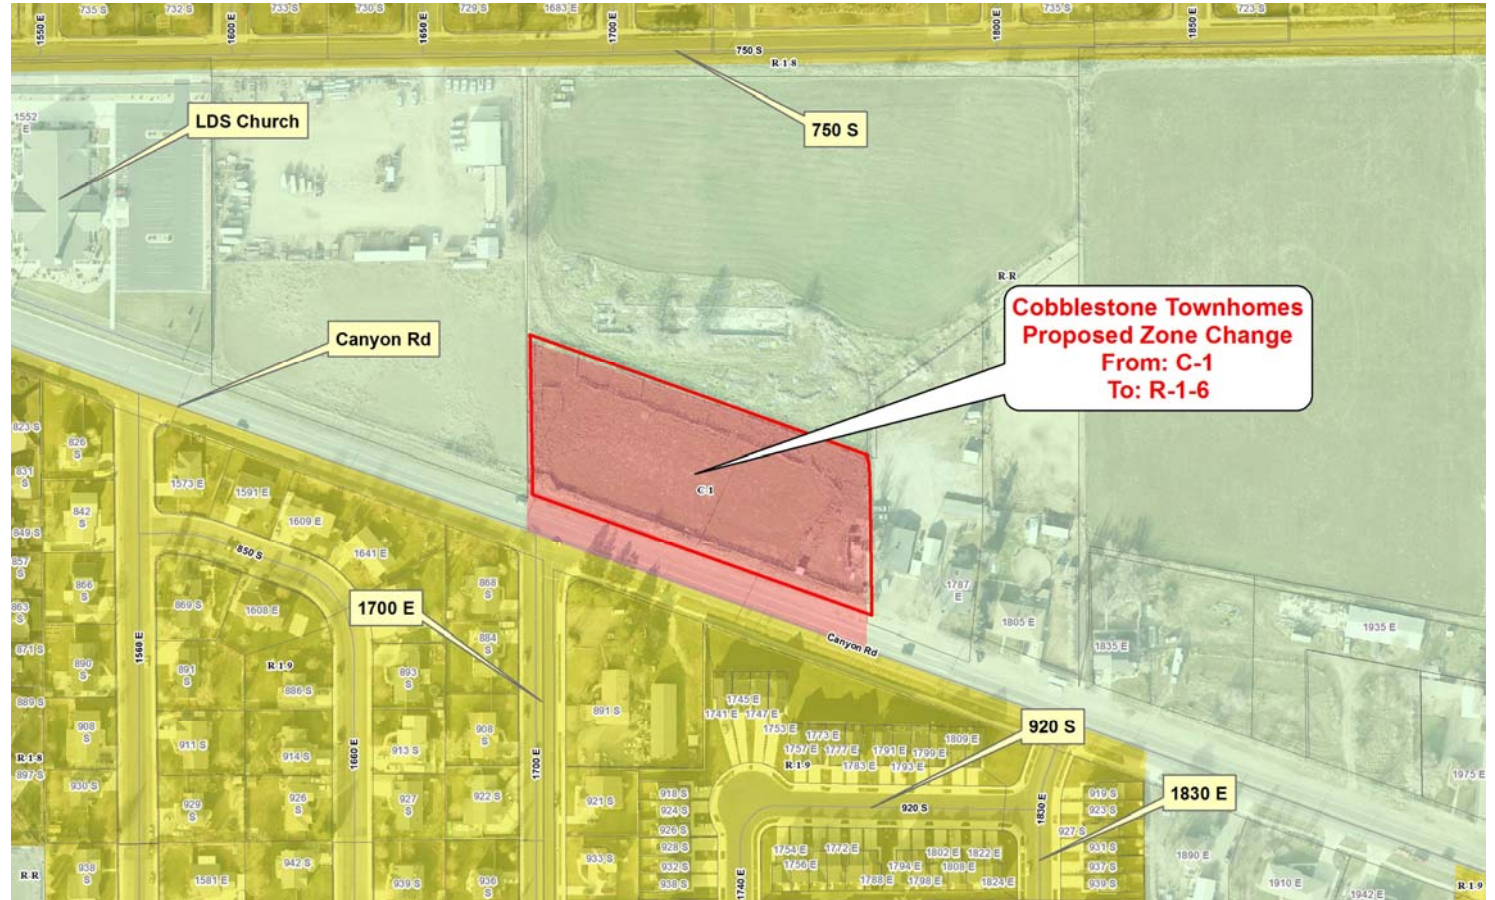 735 S
732 S
733 S
730 S
729 S
1683 E
735 S
723 S
1550 E
1600 E
1650 E
1700 E
1800 E
1850 E
750 S
R-1-8
1552
E
LDS Church
750 S
R-R
Cobblestone Townhomes
Proposed Zone Change
From: C-1
To: R-1-6
Canyon Rd
C-1
823 S
826
S
831
S
842
S
849 S
857
S
866
S
863
S
871 S
890
S
889 S
908
S
R-1-8
897 S
930 S
R-R
938
S
1560 E
1573 E
1591 E
1609 E
1641 E
850 S
869 S
1608 E
1700 E
868
S
884
S
891
S
R-1-9
886 S
893
S
908
S
911 S
914 S
913 S
1660 E
929
S
926
S
927
S
922 S
942 S
1581 E
939 S
936
S
1700 E
891 S
921 S
933 S
Canyon Rd
1787
E
1805 E
1835 E
1935 E
1745 E
1741 E
1747 E
1753 E
1773 E
1757 E
1777 E
1791 E
1799 E
1809 E
1783 E
1793 E
R-1-9
920 S
918 S
924 S
926 S
928 S
932 S
938 S
1740 E
920 S
1830 E
1830 E
919 S
923 S
927 S
931 S
937 S
939 S
1754 E
1756 E
1772 E
1788 E
1794 E
1798 E
1802 E
1808 E
1822 E
1824 E
1975 E
1890 E
1910 E
1942 E
R-1-9